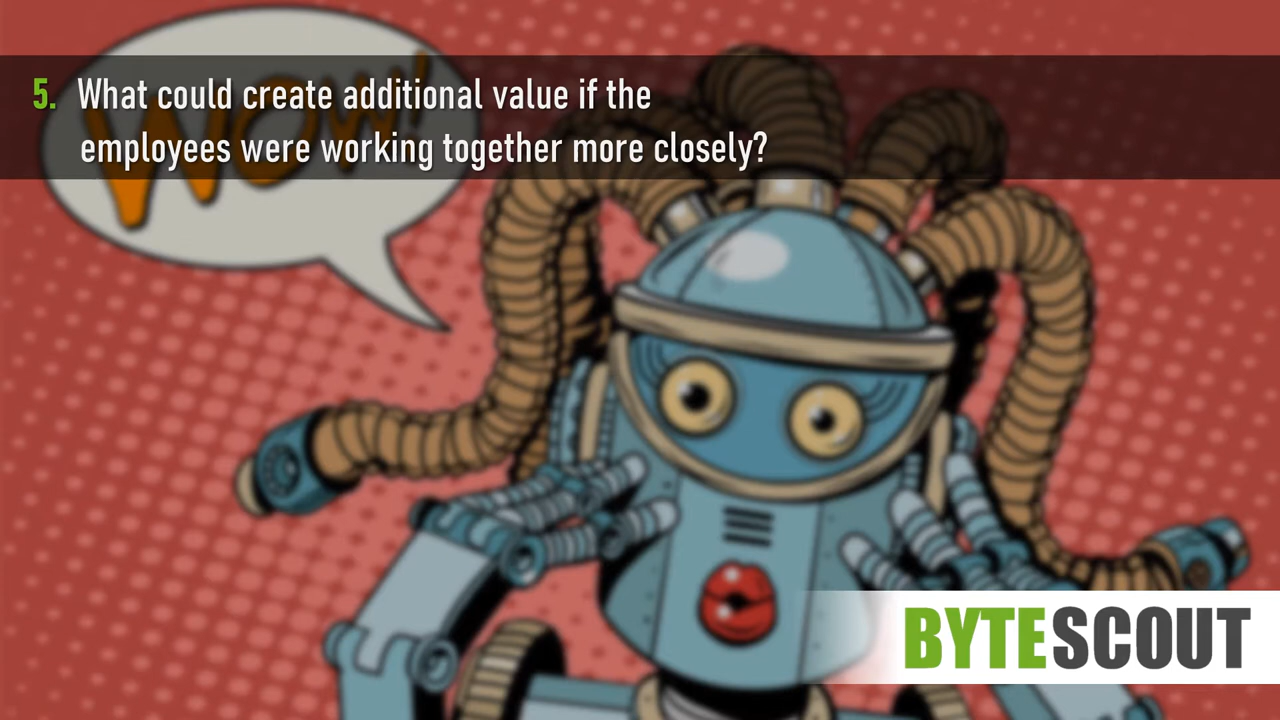 WOW!
5. What could create additional value if the
employees were working together more closely?
BYTESCOUT